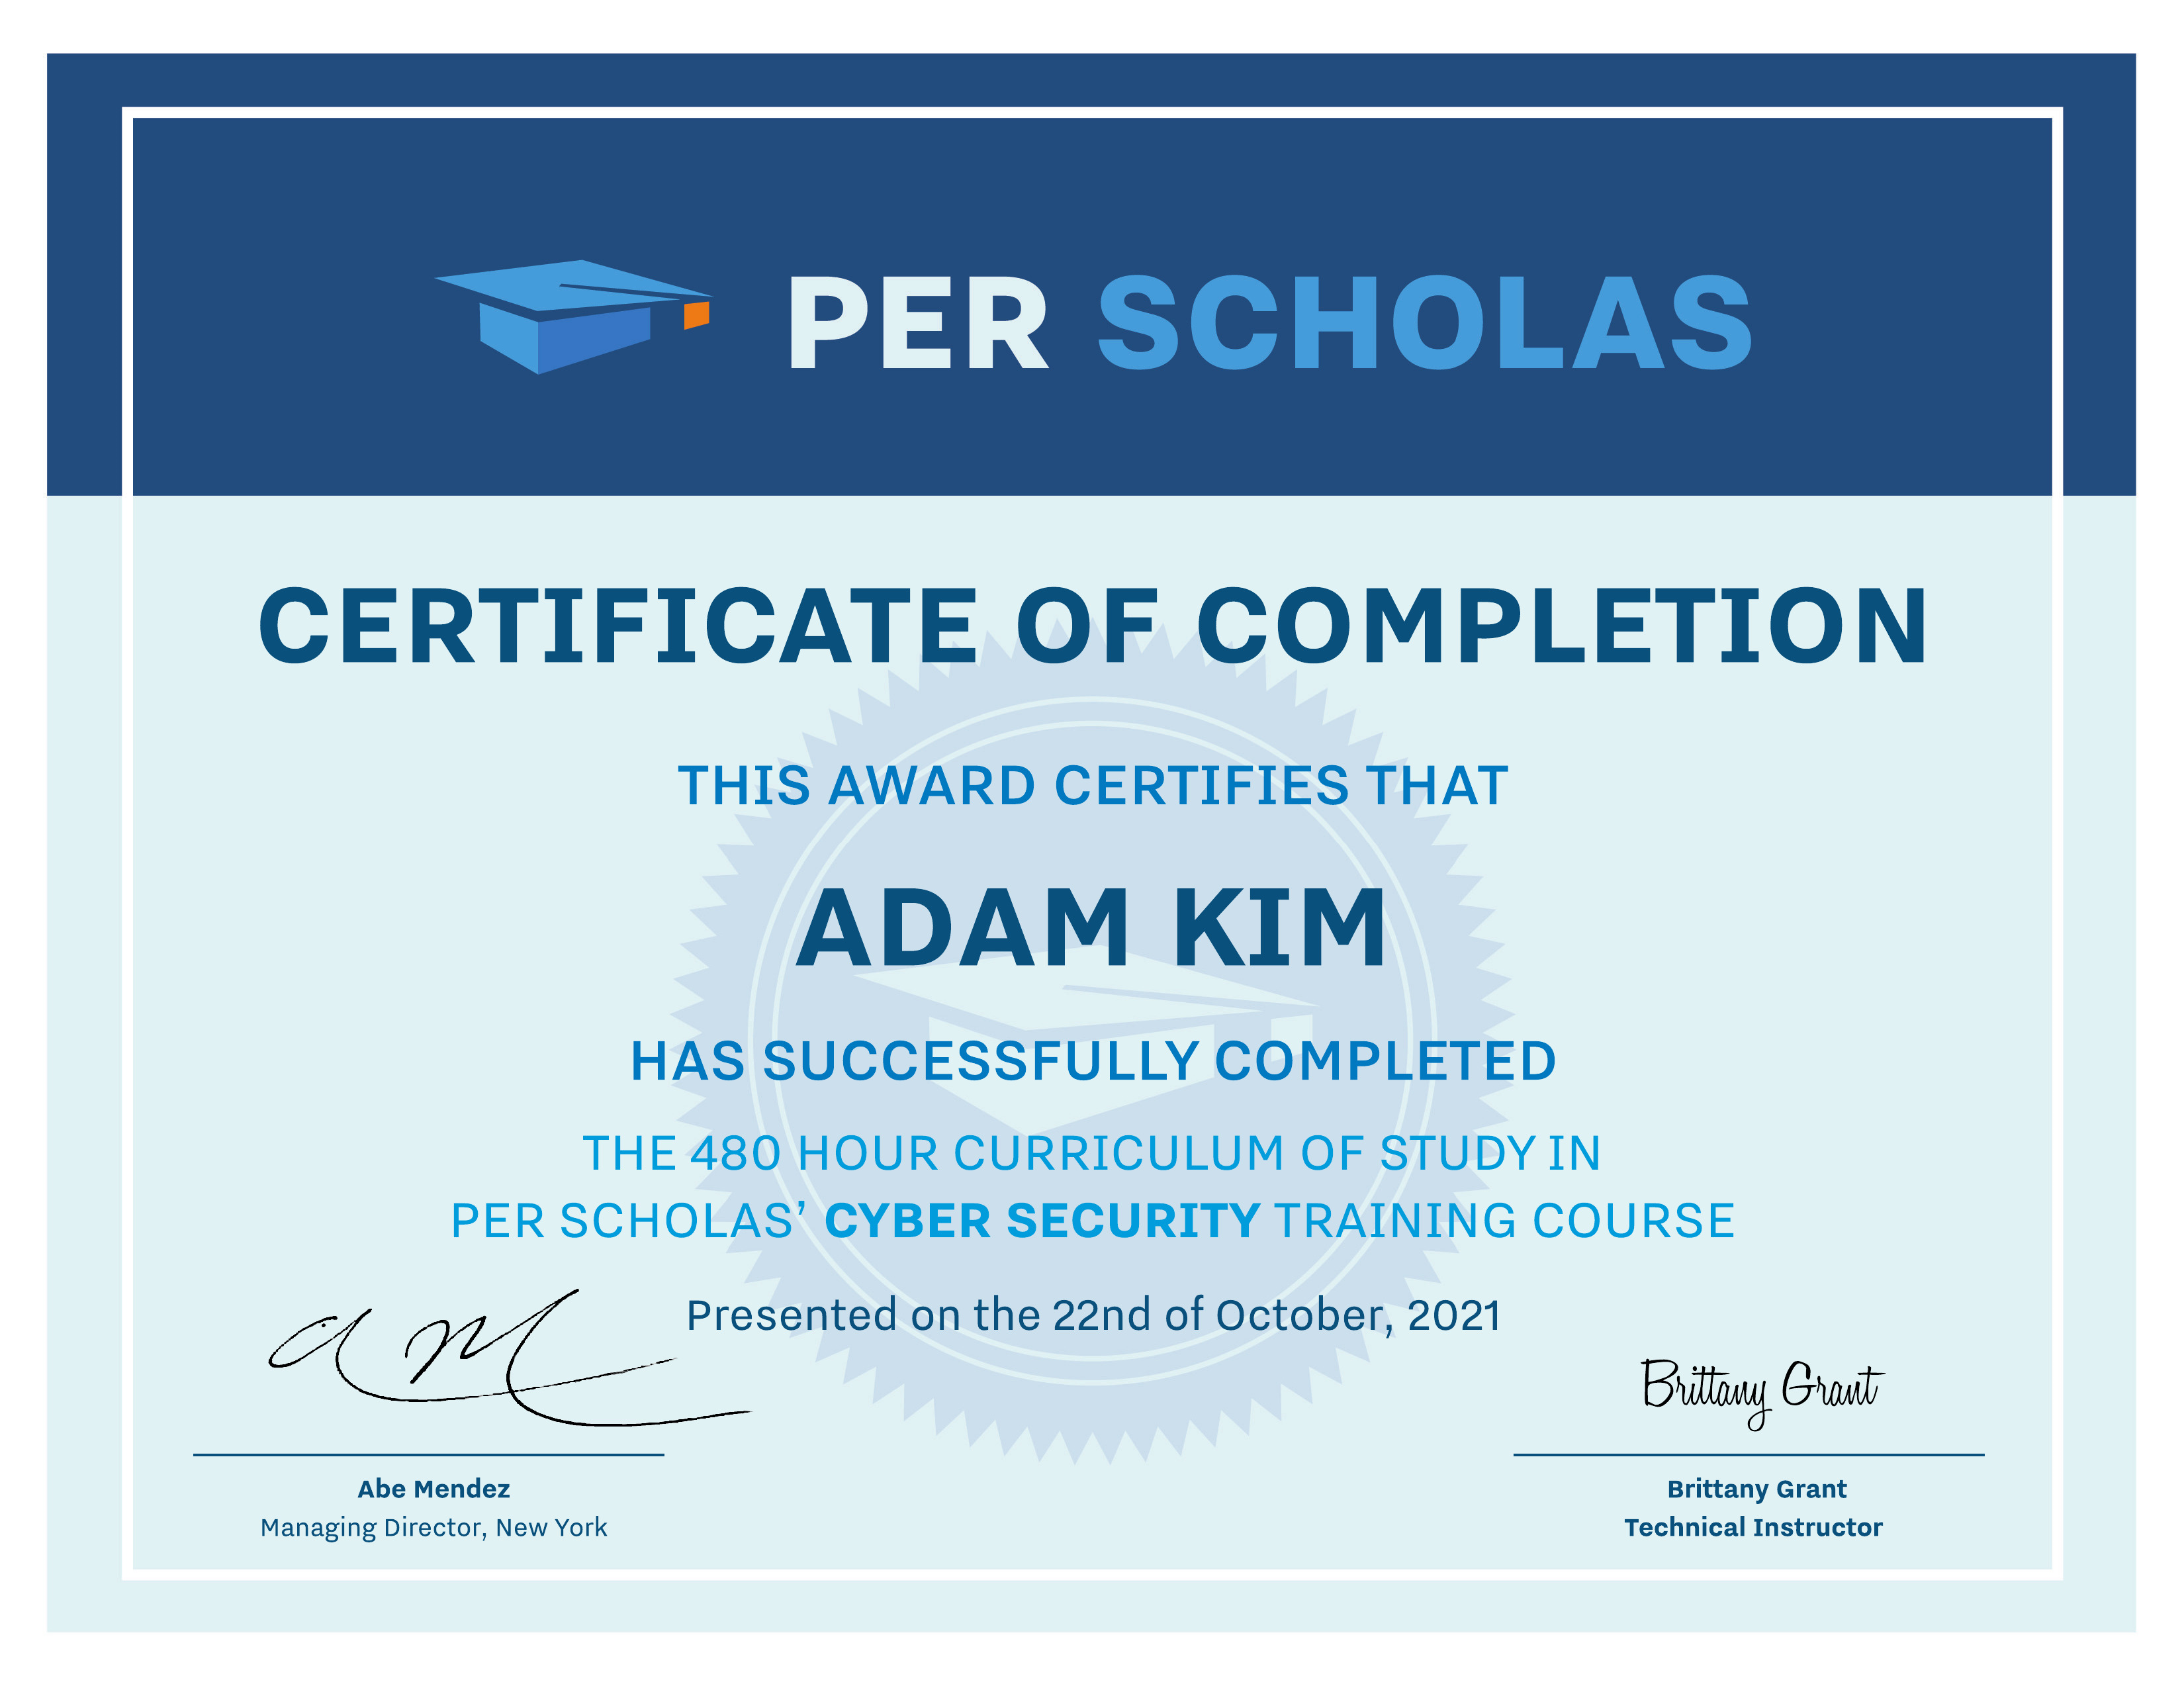 PER SCHOLAS
CERTIFICATE OF COMPLETION
THIS AWARD CERTIFIES THAT
ADAM KIM
HAS SUCCESSFULLY COMPLETED
THE 480 HOUR CURRICULUM OF STUDY IN
PER SCHOLAS’ CYBER SECURITY TRAINING COURSE
Presented on the 22nd of October, 2021
am
Abe Mendez
Managing Director, New York
Brittany Grant
Brittany Grant
Technical Instructor